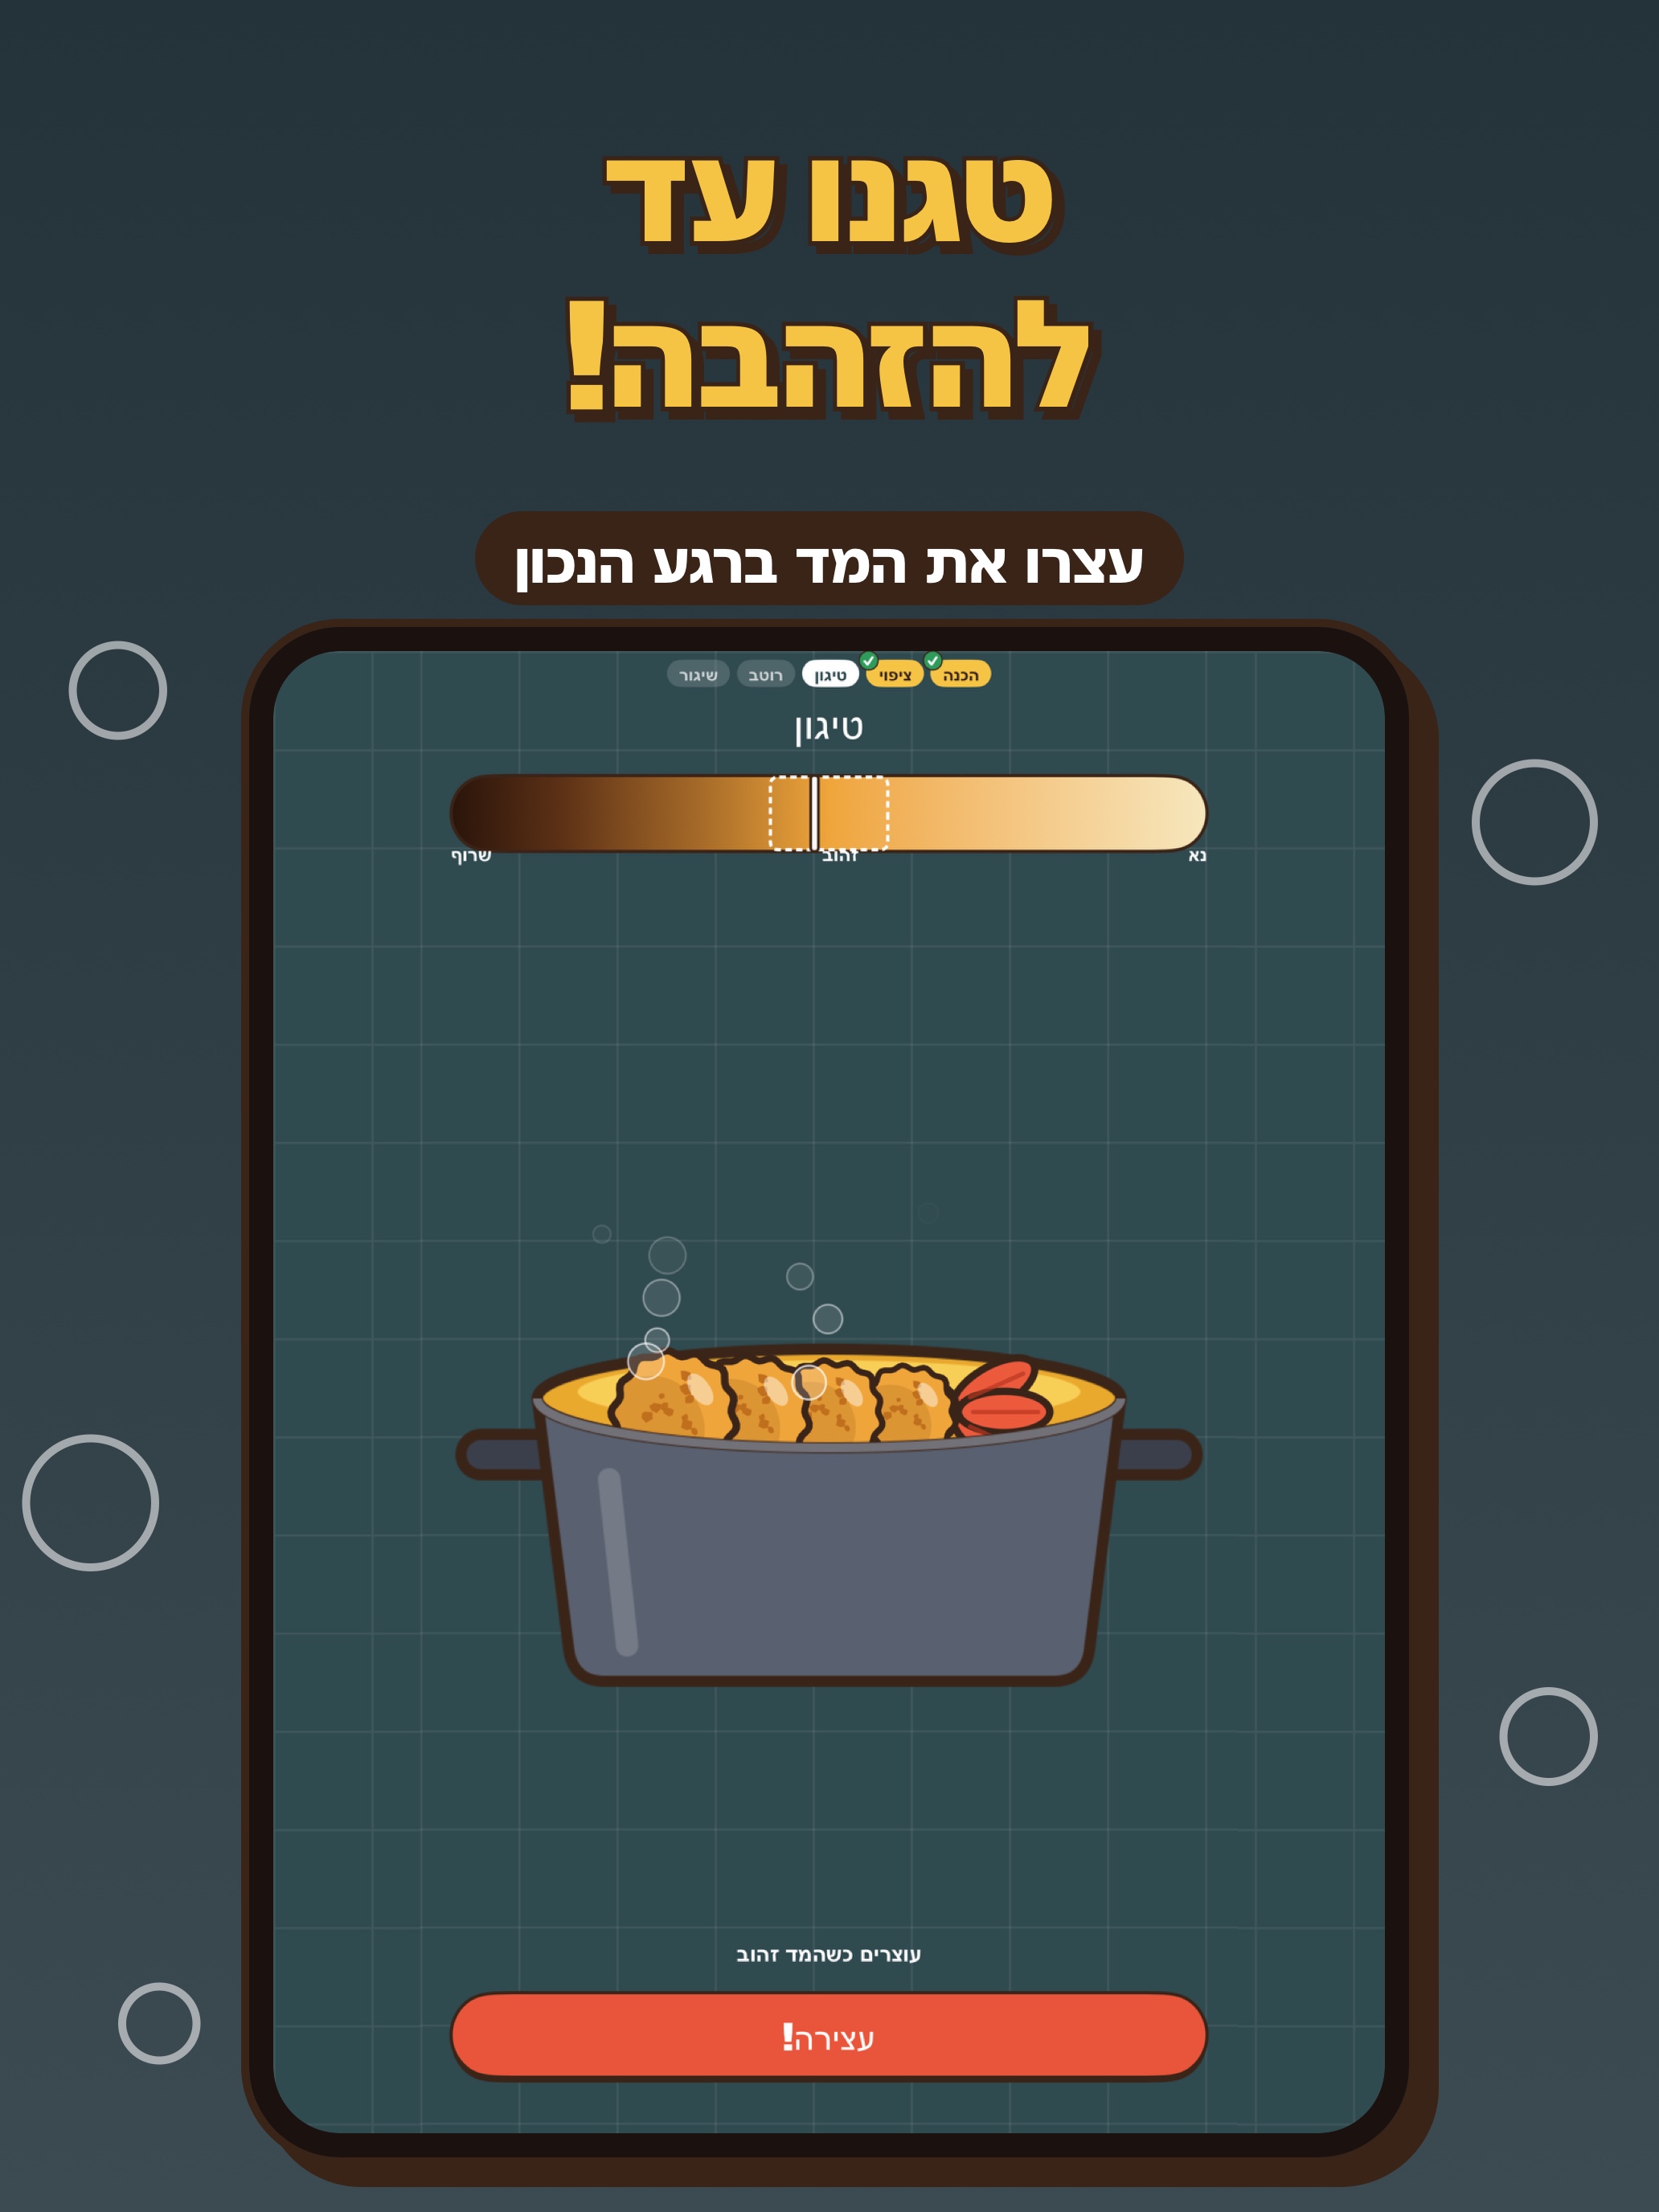 טגנו עד
להזהבה!
עצרו את המד ברגע הנכון
הכנה ציפוי טיגון רוטב שיגור
טיגון
נא זהוב שרוף
עוצרים כשהמד זהוב
עצירה!